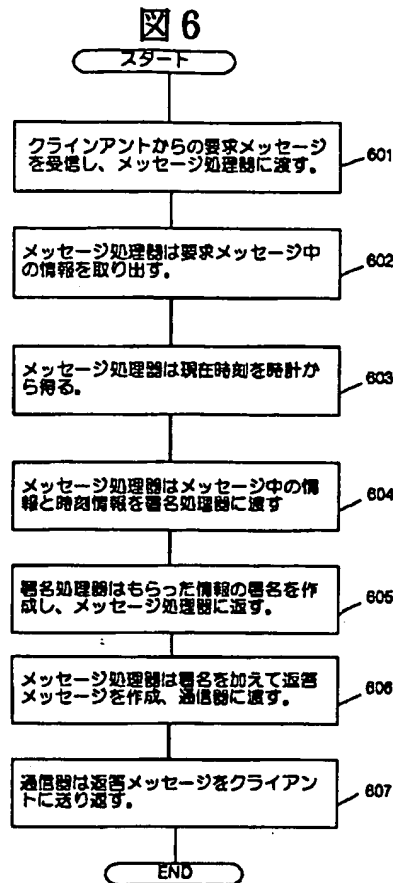 図6
スタート
クラインアントからの要求メッセージ
を受信し、メッセージ処理器に渡す。
601
メッセージ処理器は要求メッセージ中
の情報を取り出す。
602
メッセージ処理器は現在時刻を時計か
ら得る。
603
メッセージ処理器はメッセージ中の情
報と時刻情報を署名処理器に渡す
604
署名処理器はもらった情報の署名を作
成し、メッセージ処理器に返す。
605
メッセージ処理器は署名を加えて返答
メッセージを作成、通信器に渡す。
606
通信器は返答メッセージをクライアン
トに送り返す。
607
END